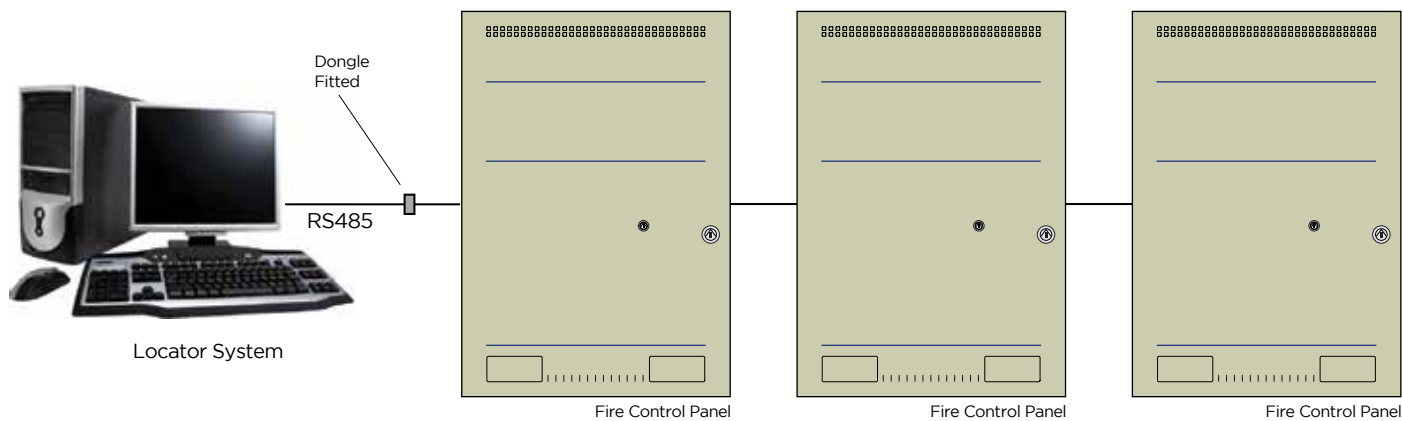 Dongle
Fitted
RS485
Locator System
Fire Control Panel
Fire Control Panel
Fire Control Panel